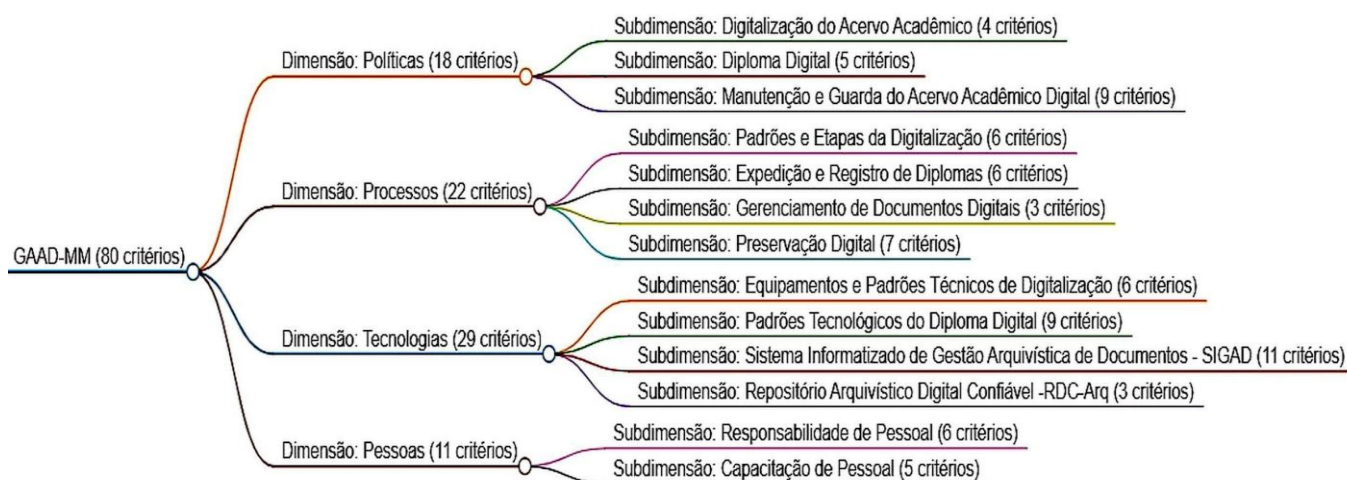 GAAD-MM (80 critérios)
Dimensão: Políticas (18 critérios)
Subdimensão: Digitalização do Acervo Acadêmico (4 critérios)
Subdimensão: Diploma Digital (5 critérios)
Subdimensão: Manutenção e Guarda do Acervo Acadêmico Digital (9 critérios)
Dimensão: Processos (22 critérios)
Subdimensão: Padrões e Etapas da Digitalização (6 critérios)
Subdimensão: Expedição e Registro de Diplomas (6 critérios)
Subdimensão: Gerenciamento de Documentos Digitais (3 critérios)
Subdimensão: Preservação Digital (7 critérios)
Dimensão: Tecnologias (29 critérios)
Subdimensão: Equipamentos e Padrões Técnicos de Digitalização (6 critérios)
Subdimensão: Padrões Tecnológicos do Diploma Digital (9 critérios)
Subdimensão: Sistema Informatizado de Gestão Arquivística de Documentos - SIGAD (11 critérios)
Subdimensão: Repositório Arquivístico Digital Confiável -RDC-Arq (3 critérios)
Dimensão: Pessoas (11 critérios)
Subdimensão: Responsabilidade de Pessoal (6 critérios)
Subdimensão: Capacitação de Pessoal (5 critérios)